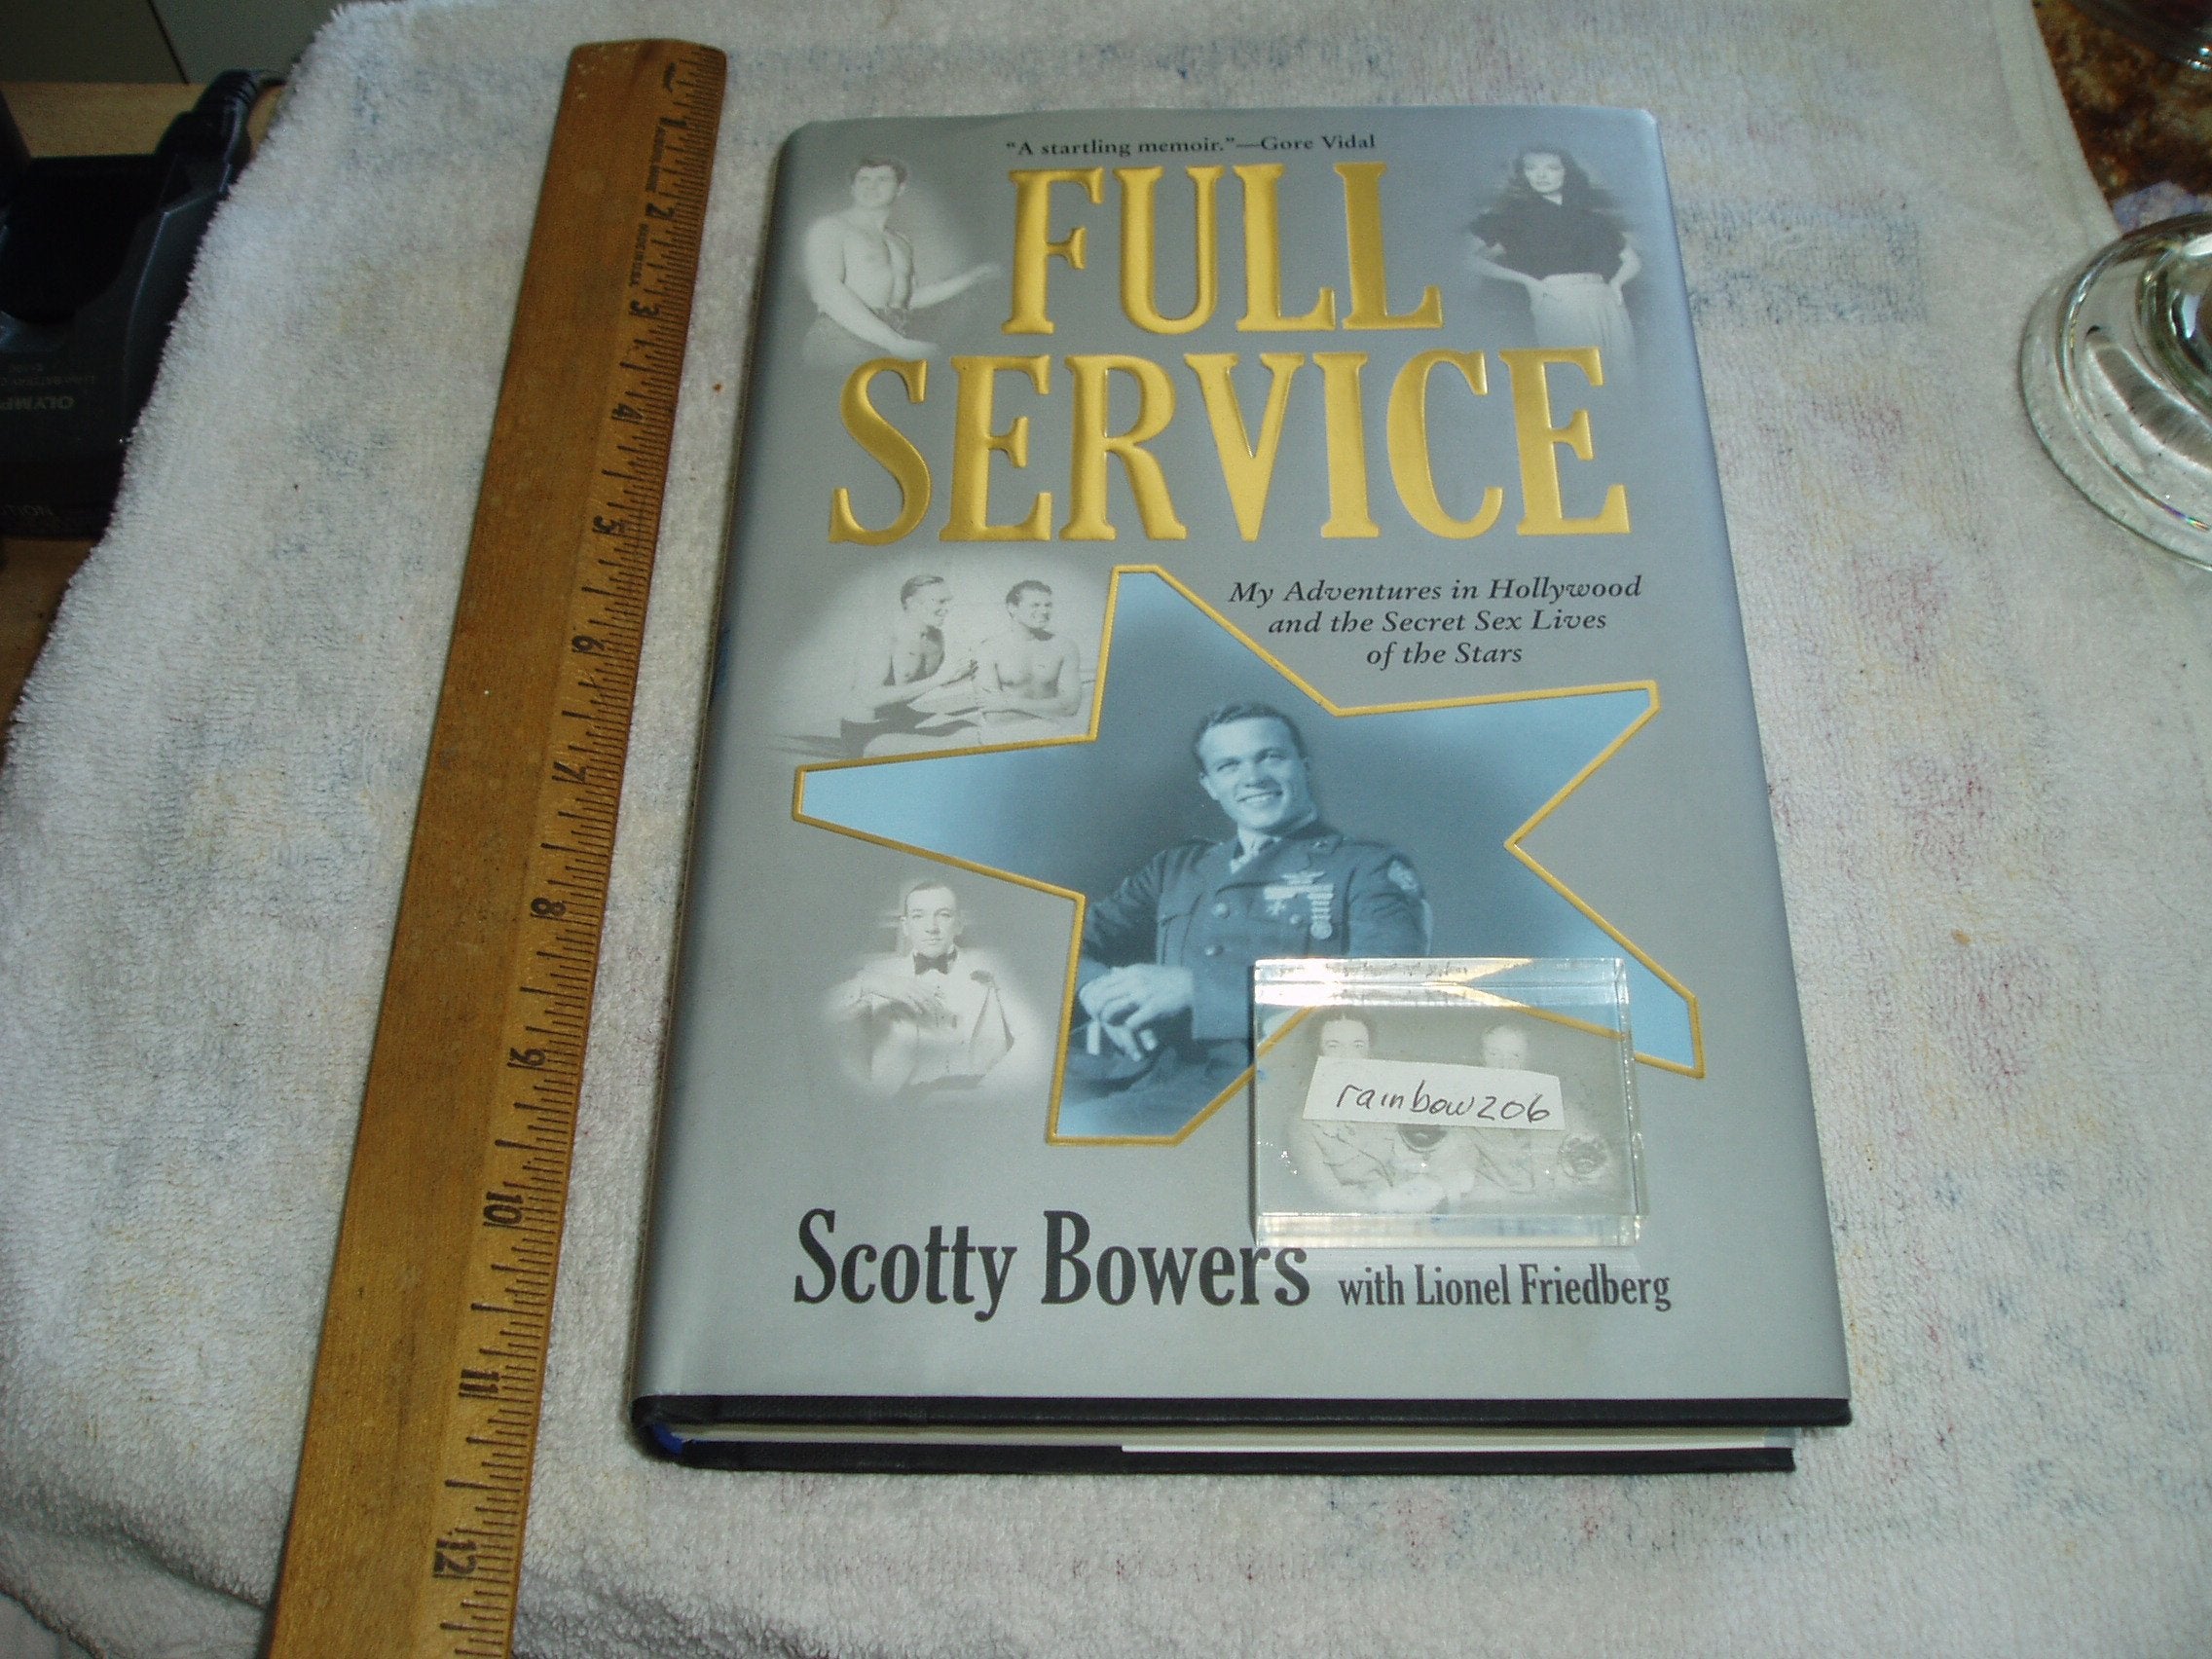 "A startling memoir."—Gore Vidal
FULL
SERVICE
My Adventures in Hollywood
and the Secret Sex Lives
of the Stars
rainbow206
Scotty Bowers with Lionel Friedberg
1
2
3
4
5
6
7
8
9
10
11
12